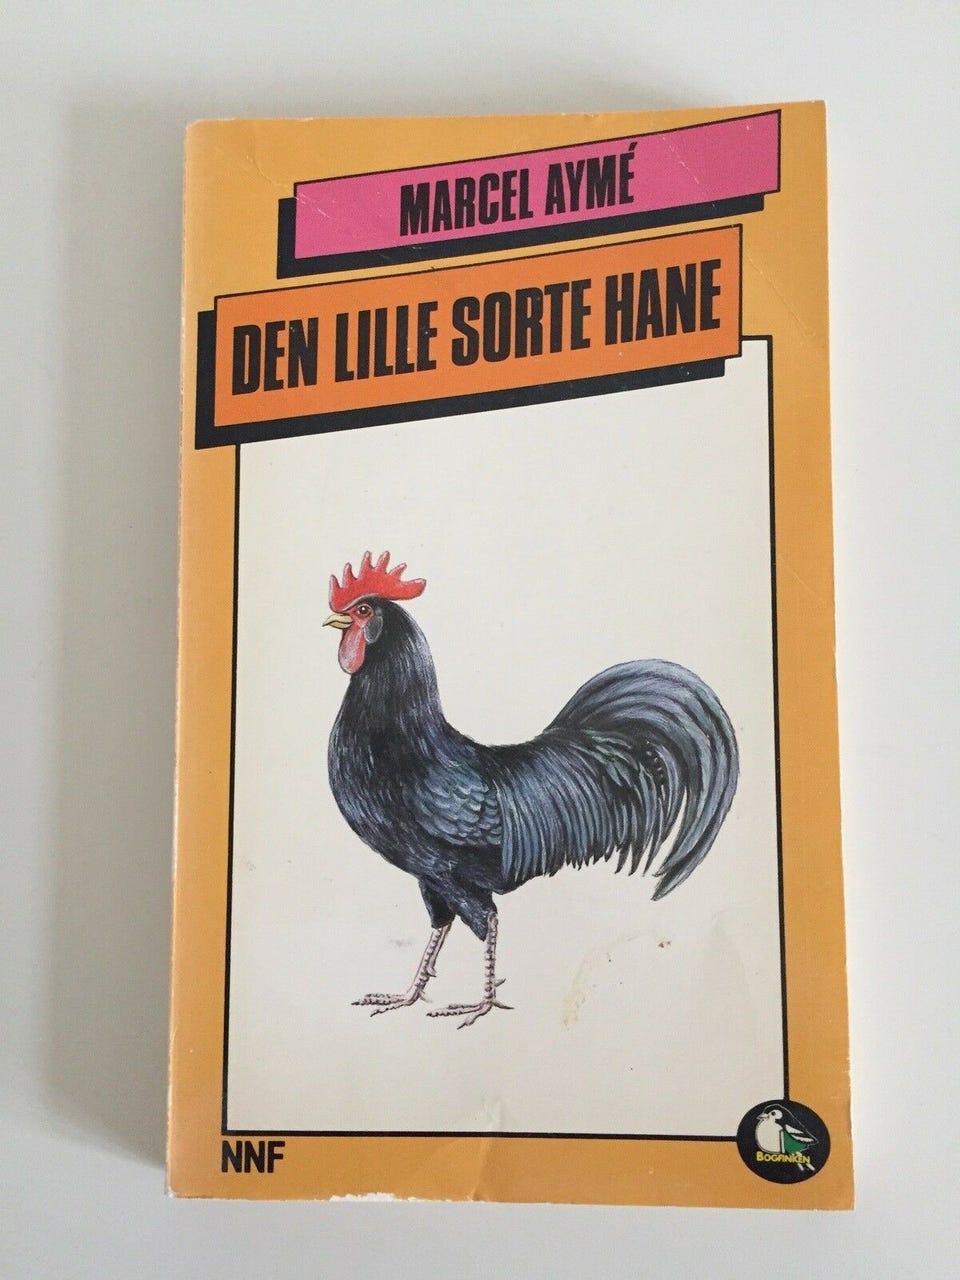 MARCEL AYMÉ
DEN LILLE SORTE HANE
NNF
BOGFINKEN